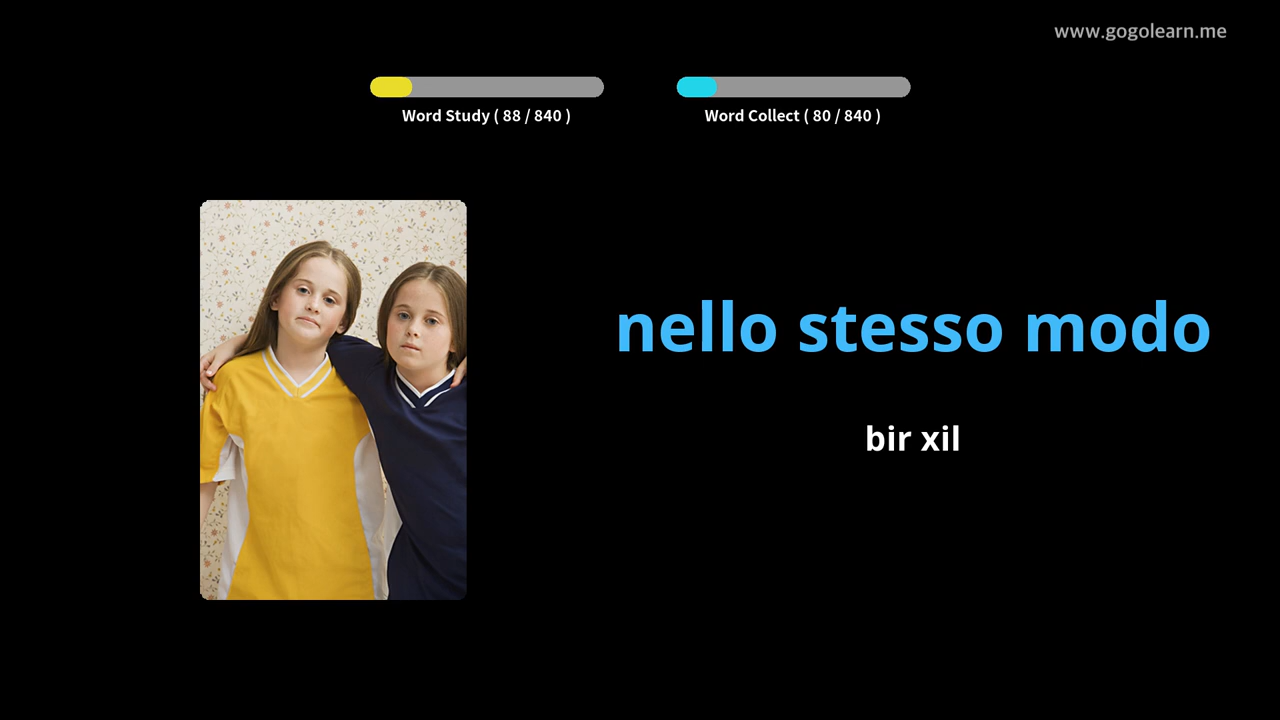 www.gogolearn.me
Word Study ( 88 / 840 )
Word Collect ( 80 / 840 )
nello stesso modo
bir xil